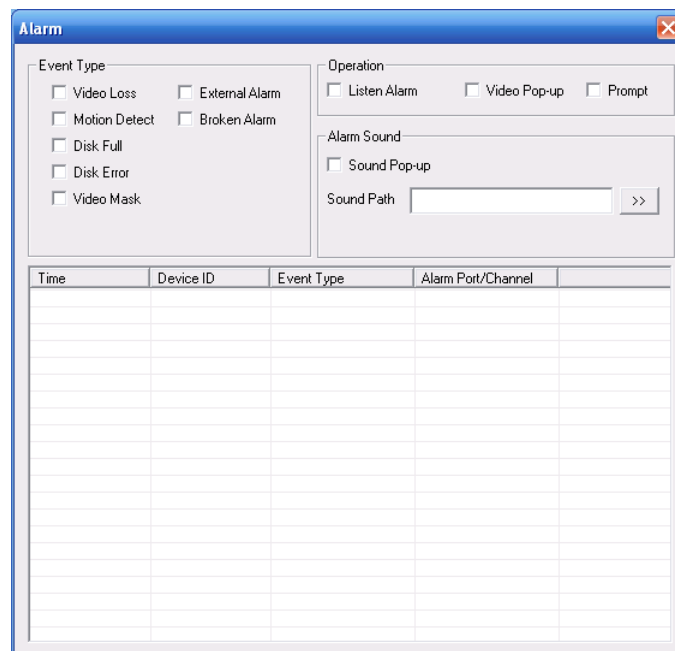 Alarm
Event Type
Video Loss
External Alarm
Motion Detect
Broken Alarm
Disk Full
Disk Error
Video Mask
Operation
Listen Alarm
Video Pop-up
Prompt
Alarm Sound
Sound Pop-up
Sound Path
>>
Time Device ID Event Type Alarm Port/Channel